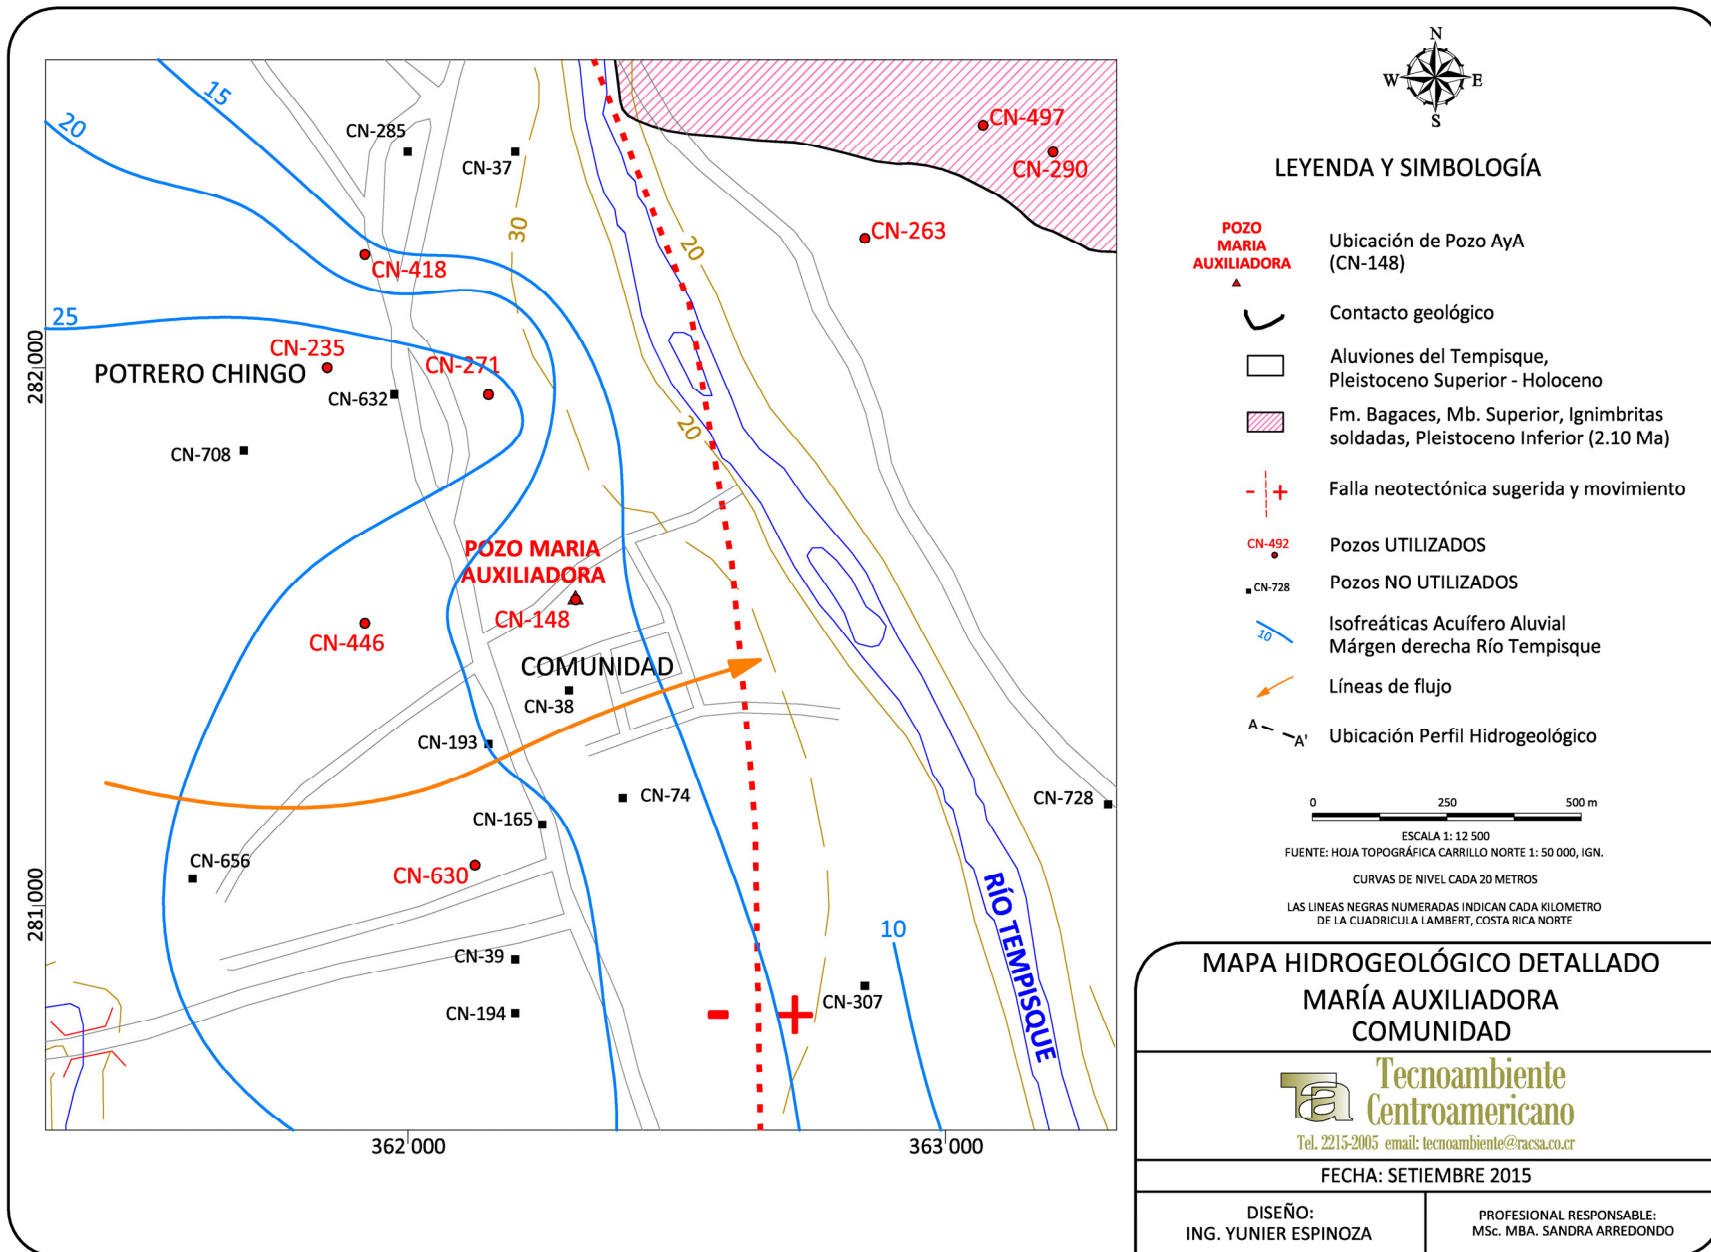 15
20
CN-285
CN-37
30
CN-497
CN-290
CN-263
20
CN-418
25
CN-235
CN-271
POTRERO CHINGO
CN-632
20
CN-708
POZO MARIA
AUXILIADORA
CN-148
CN-446
COMUNIDAD
CN-38
CN-193
CN-74
CN-728
CN-165
CN-656
CN-630
RÍO TEMPISQUE
10
CN-39
CN-307
CN-194
- +
282 000
281 000
362 000
363 000
N
W E
S
LEYENDA Y SIMBOLOGÍA
POZO
MARIA
AUXILIADORA
Ubicación de Pozo AyA
(CN-148)
Contacto geológico
Aluviones del Tempisque,
Pleistoceno Superior - Holoceno
Fm. Bagaces, Mb. Superior, Ignimbritas
soldadas, Pleistoceno Inferior (2.10 Ma)
- + Falla neotectónica sugerida y movimiento
CN-492 Pozos UTILIZADOS
CN-728 Pozos NO UTILIZADOS
10
Isofreáticas Acuífero Aluvial
Márgen derecha Río Tempisque
Líneas de flujo
A A' Ubicación Perfil Hidrogeológico
0 250 500 m
ESCALA 1: 12 500
FUENTE: HOJA TOPOGRÁFICA CARRILLO NORTE 1: 50 000, IGN.
CURVAS DE NIVEL CADA 20 METROS
LAS LINEAS NEGRAS NUMERADAS INDICAN CADA KILOMETRO
DE LA CUADRICULA LAMBERT, COSTA RICA NORTE
MAPA HIDROGEOLÓGICO DETALLADO
MARÍA AUXILIADORA
COMUNIDAD
Ta
Tecnoambiente
Centroamericano
Tel. 2215-2005 email: tecnoambiente@racsa.co.cr
FECHA: SETIEMBRE 2015
DISEÑO:
ING. YUNIER ESPINOZA
PROFESIONAL RESPONSABLE:
MSc. MBA. SANDRA ARREDONDO